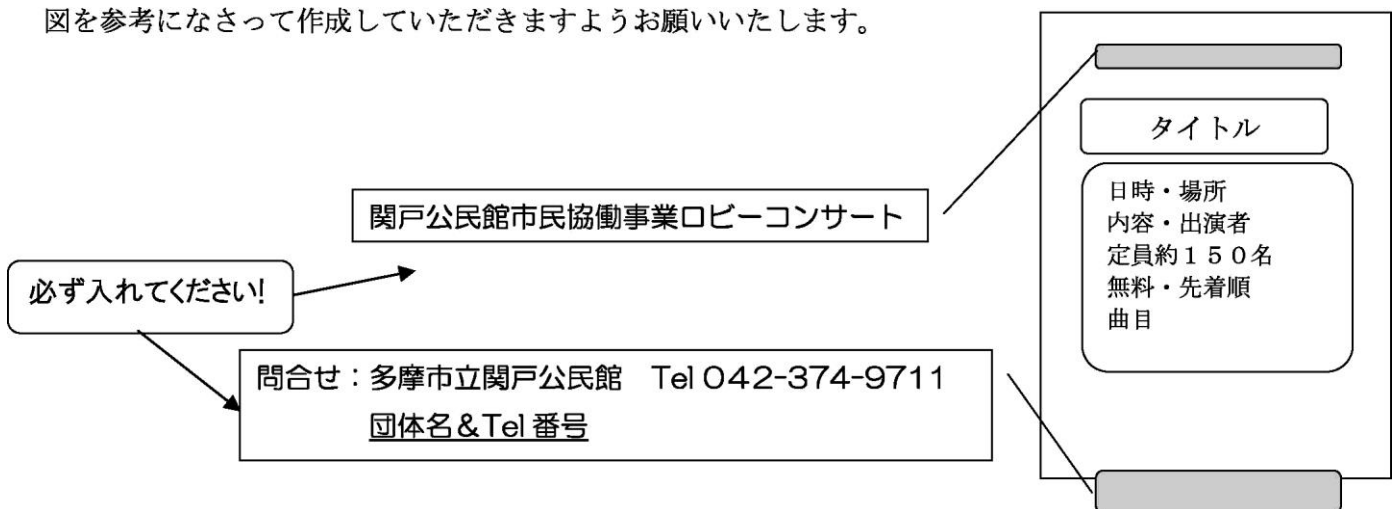 図を参考になさって作成していただきますようお願いいたします。
タイトル
日時・場所
内容・出演者
定員約１５０名
無料・先着順
曲目
関戸公民館市民協働事業ロビーコンサート
必ず入れてください!
問合せ：多摩市立関戸公民館　Tel 042-374-9711
団体名＆Tel 番号